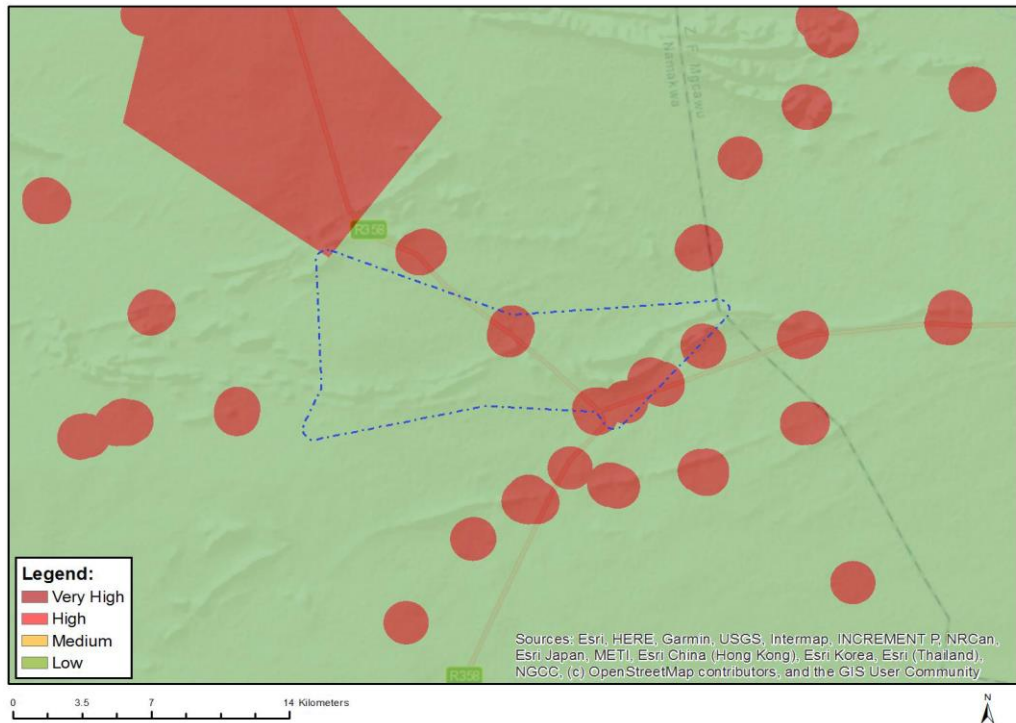 Z F Mgcawu
Namakwa
R358
Legend:
Very High
High
Medium
Low
Sources: Esri, HERE, Garmin, USGS, Intermap, INCREMENT P, NRCan,
Esri Japan, METI, Esri China (Hong Kong), Esri Korea, Esri (Thailand),
NGCC, (c) OpenStreetMap contributors, and the GIS User Community
R358
0 3.5 7 14 Kilometers
N